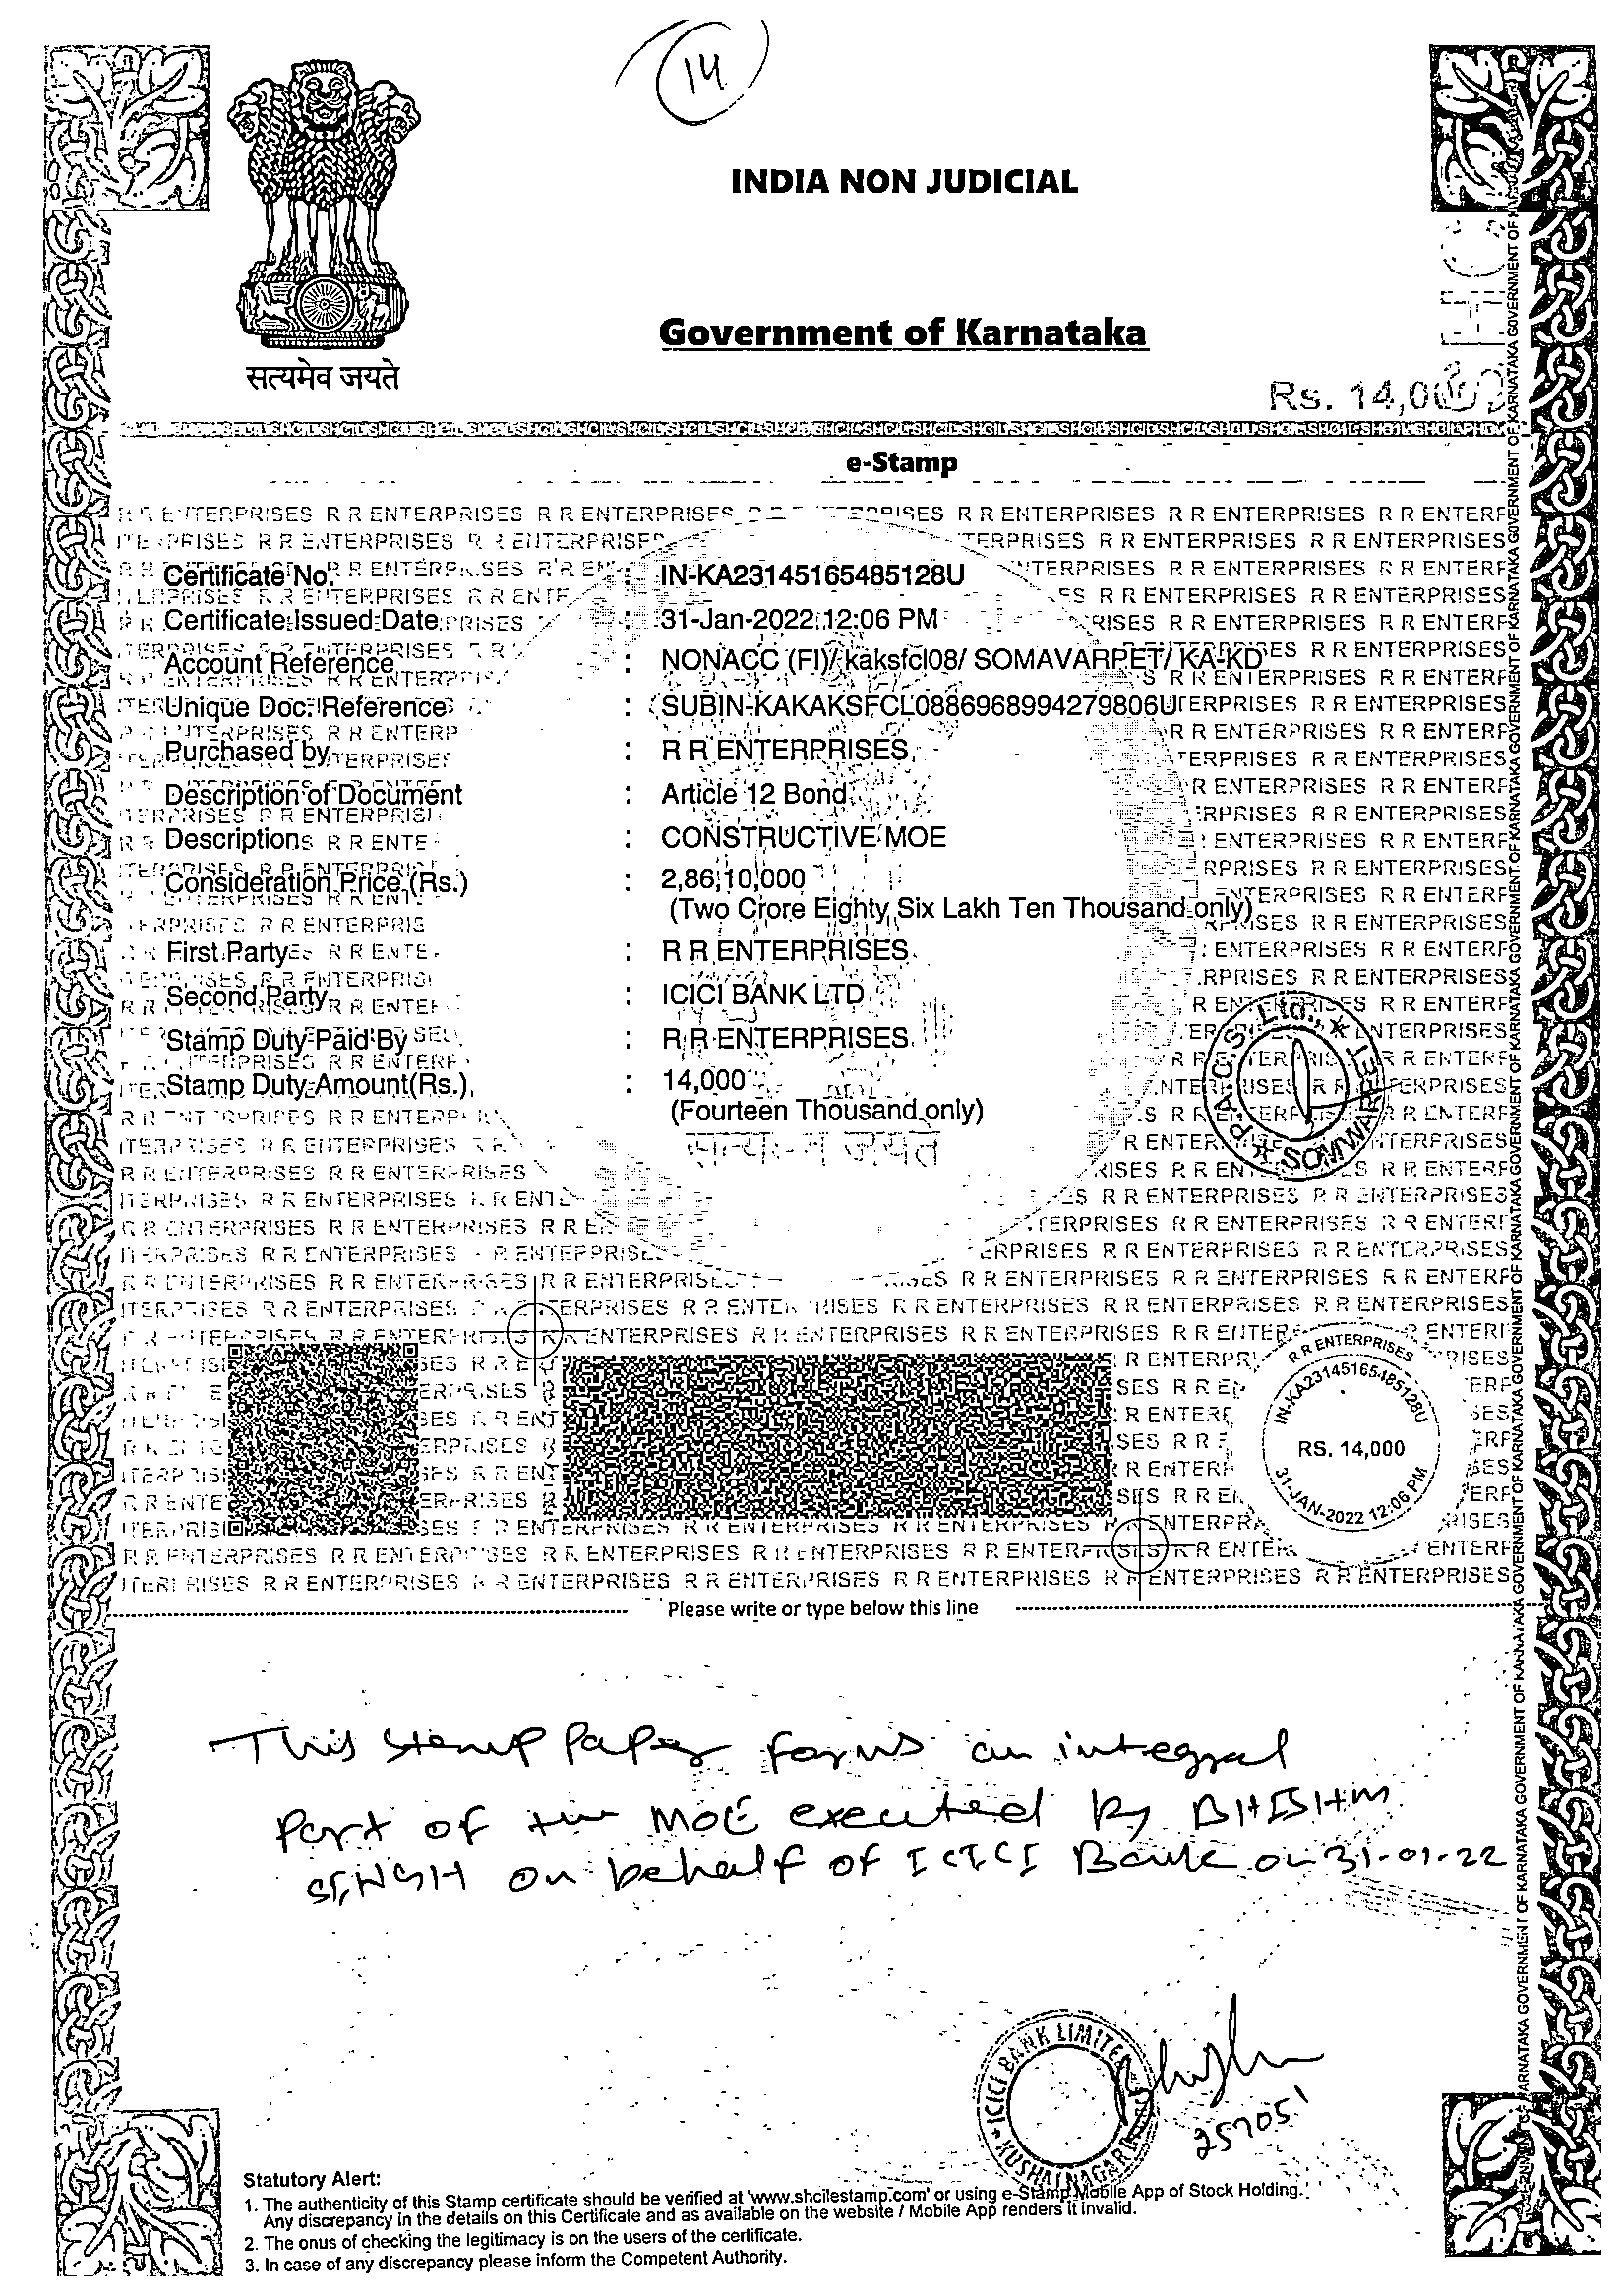 14
INDIA NON JUDICIAL
सत्यमेव जयते
Government of Karnataka
Rs. 14,000
e-Stamp
Certificate No. : IN-KA23145165485128U
Certificate Issued Date : 31-Jan-2022 12:06 PM
Account Reference : NONACC (FI)/ kaksfcl08/ SOMAVARPET/ KA-KD
Unique Doc. Reference : SUBIN-KAKAKSFCL0886968994279806U
Purchased by : R R ENTERPRISES
Description of Document : Article 12 Bond
Description : CONSTRUCTIVE MOE
Consideration Price (Rs.) : 2,86,10,000
(Two Crore Eighty Six Lakh Ten Thousand only)
First Party : R R ENTERPRISES
Second Party : ICICI BANK LTD
Stamp Duty Paid By : R R ENTERPRISES
Stamp Duty Amount(Rs.) : 14,000
(Fourteen Thousand only)
सत्यमेव जयते
P.A.C.S. Ltd., SOMWARPET
R R ENTERPRISES
IN-KA23145165485128U
RS. 14,000
31-JAN-2022 12:06 PM
Please write or type below this line
This stamp Paper forms an integral
Part of the MOE executed by BHISHM
SINGH on behalf of ICICI Bank on 31-01-22
ICICI BANK LIMITED KUSHALNAGAR
257051
Statutory Alert:
1. The authenticity of this Stamp certificate should be verified at 'www.shcilestamp.com' or using e-Stamp Mobile App of Stock Holding.
Any discrepancy in the details on this Certificate and as available on the website / Mobile App renders it invalid.
2. The onus of checking the legitimacy is on the users of the certificate.
3. In case of any discrepancy please inform the Competent Authority.